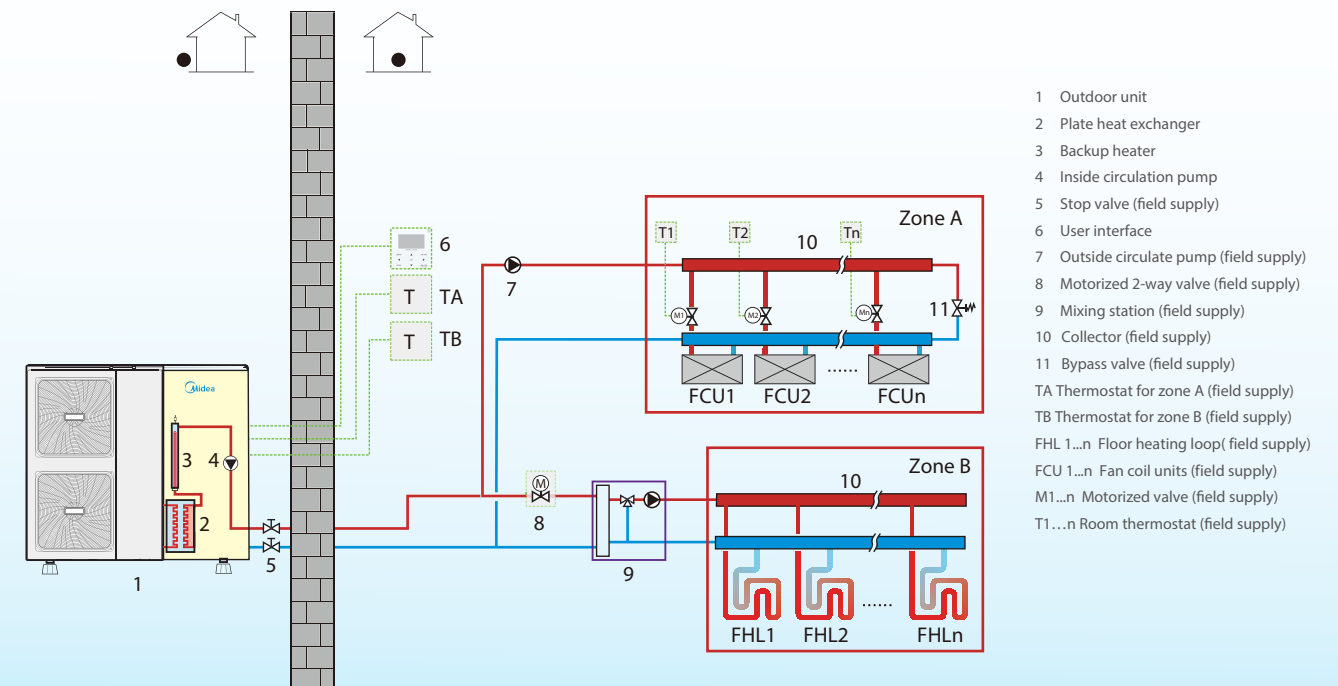 Zone A
T1
T2
Tn
10
6
7
T
TA
11
M1
M2
Mn
T
TB
Midea
FCU1
FCU2
......
FCUn
Zone B
3
4
M
10
2
8
5
9
1
......
FHL1
FHL2
FHLn
1 Outdoor unit
2 Plate heat exchanger
3 Backup heater
4 Inside circulation pump
5 Stop valve (field supply)
6 User interface
7 Outside circulate pump (field supply)
8 Motorized 2-way valve (field supply)
9 Mixing station (field supply)
10 Collector (field supply)
11 Bypass valve (field supply)
TA Thermostat for zone A (field supply)
TB Thermostat for zone B (field supply)
FHL 1...n Floor heating loop( field supply)
FCU 1...n Fan coil units (field supply)
M1...n Motorized valve (field supply)
T1...n Room thermostat (field supply)